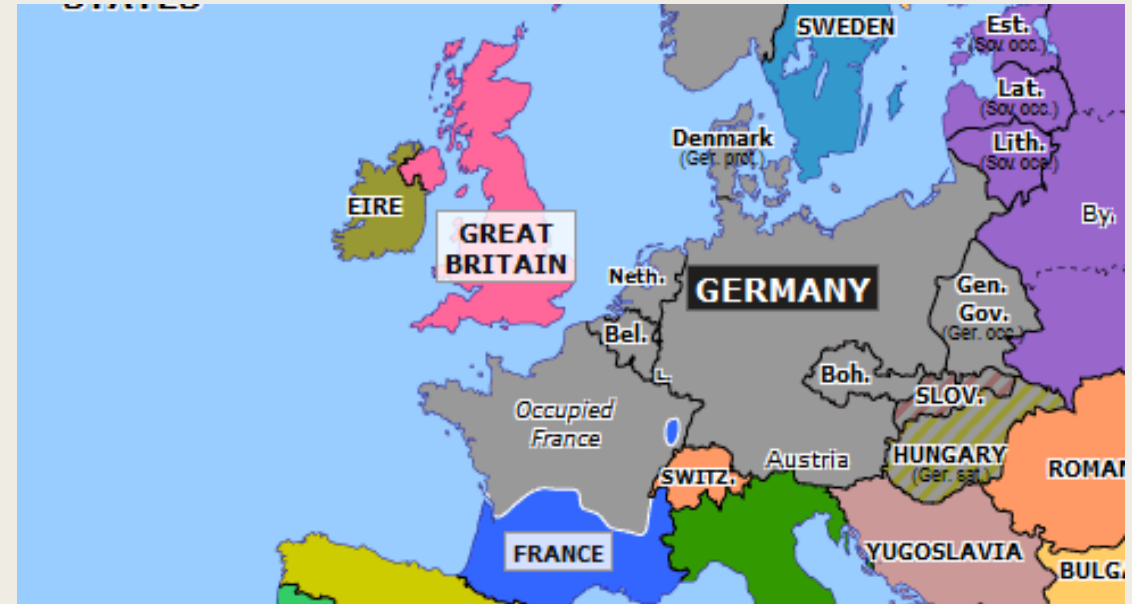 SWEDEN
Est.
(Sov. occ.)
Lat.
(Sov. occ.)
Denmark
(Ger. prot.)
Lith.
(Sov. occ.)
EIRE
By.
GREAT
BRITAIN
Neth.
GERMANY
Gen.
Gov.
(Ger. occ.)
Bel.
L.
Boh.
SLOV.
Occupied
France
SWITZ.
Austria
HUNGARY
(Ger. sat.)
ROMAN
FRANCE
YUGOSLAVIA
BULG